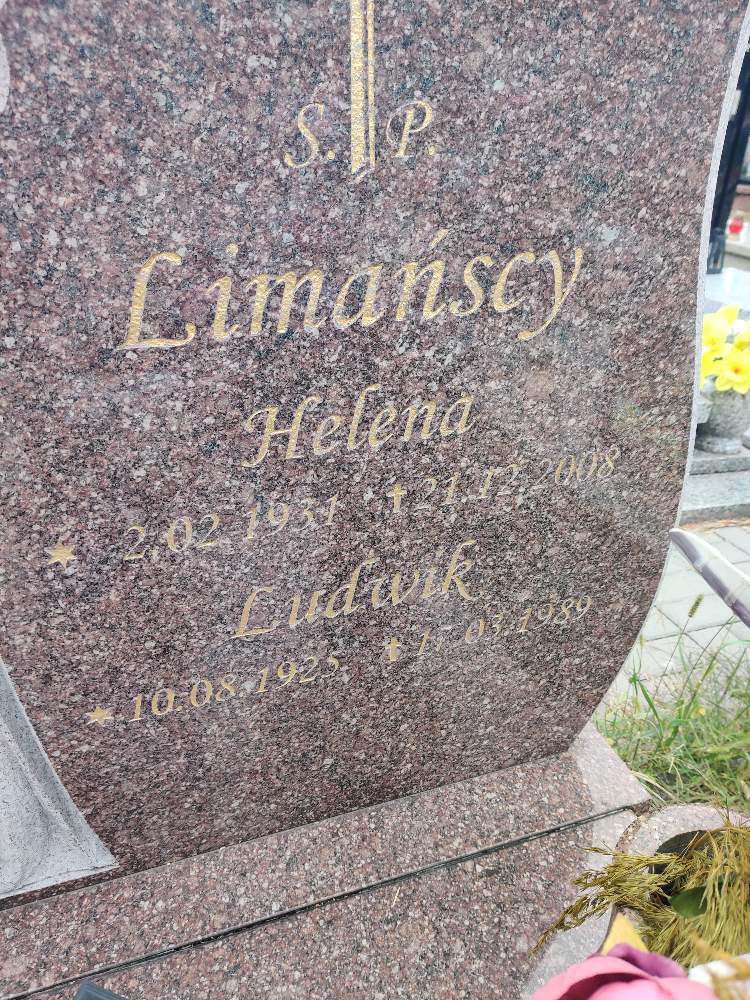 S. P.
Limańscy
Helena
2.02.1931 21.12.2008
Ludwik
10.08.1925 17.03.1989